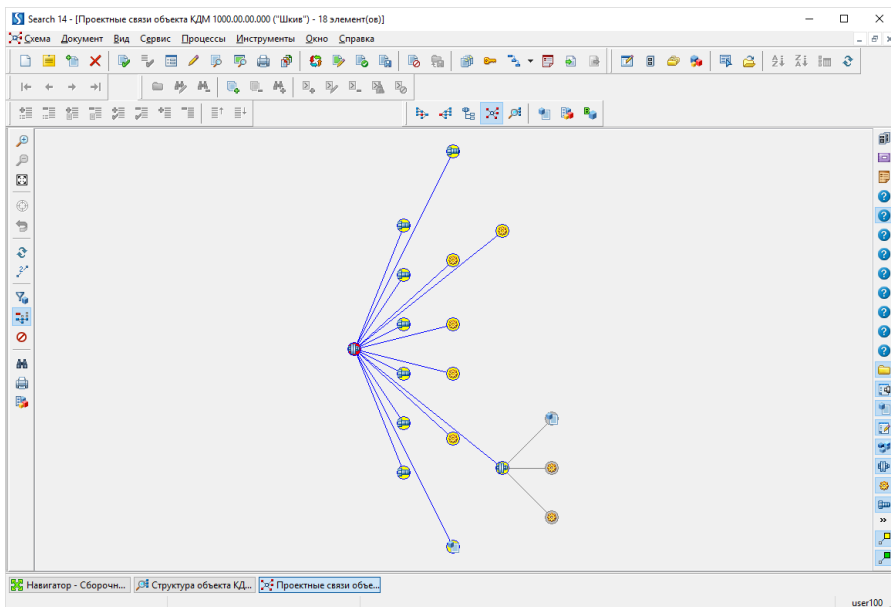 Search 14 - [Проектные связи объекта КДМ 1000.00.00.000 ("Шкив") - 18 элемент(ов)]
Схема Документ Вид Сервис Процессы Инструменты Окно Справка
Навигатор - Сборочн... Структура объекта КД... Проектные связи объе...
user100